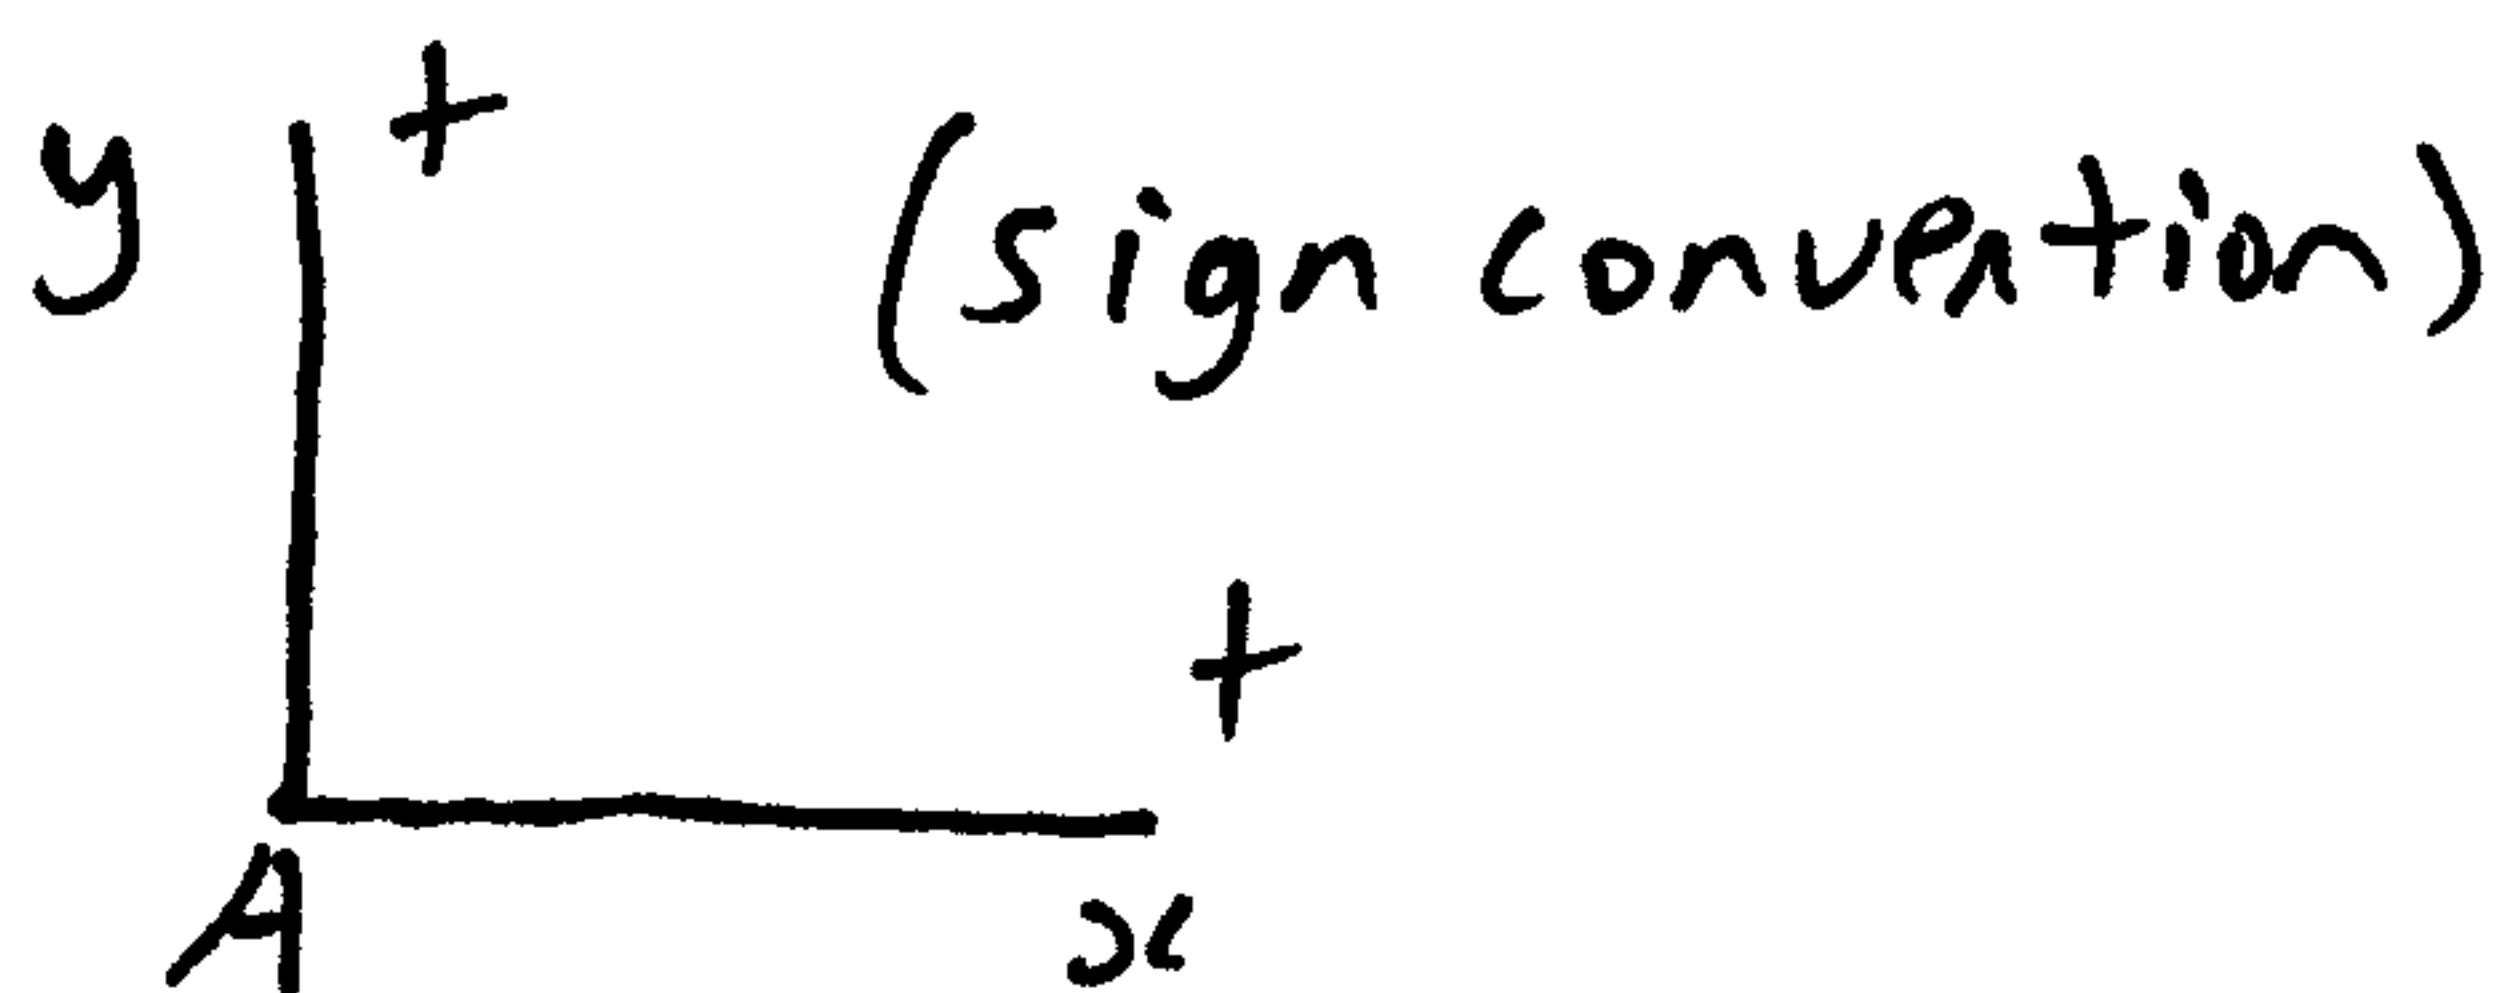 y +
(sign convention)
+
A
x